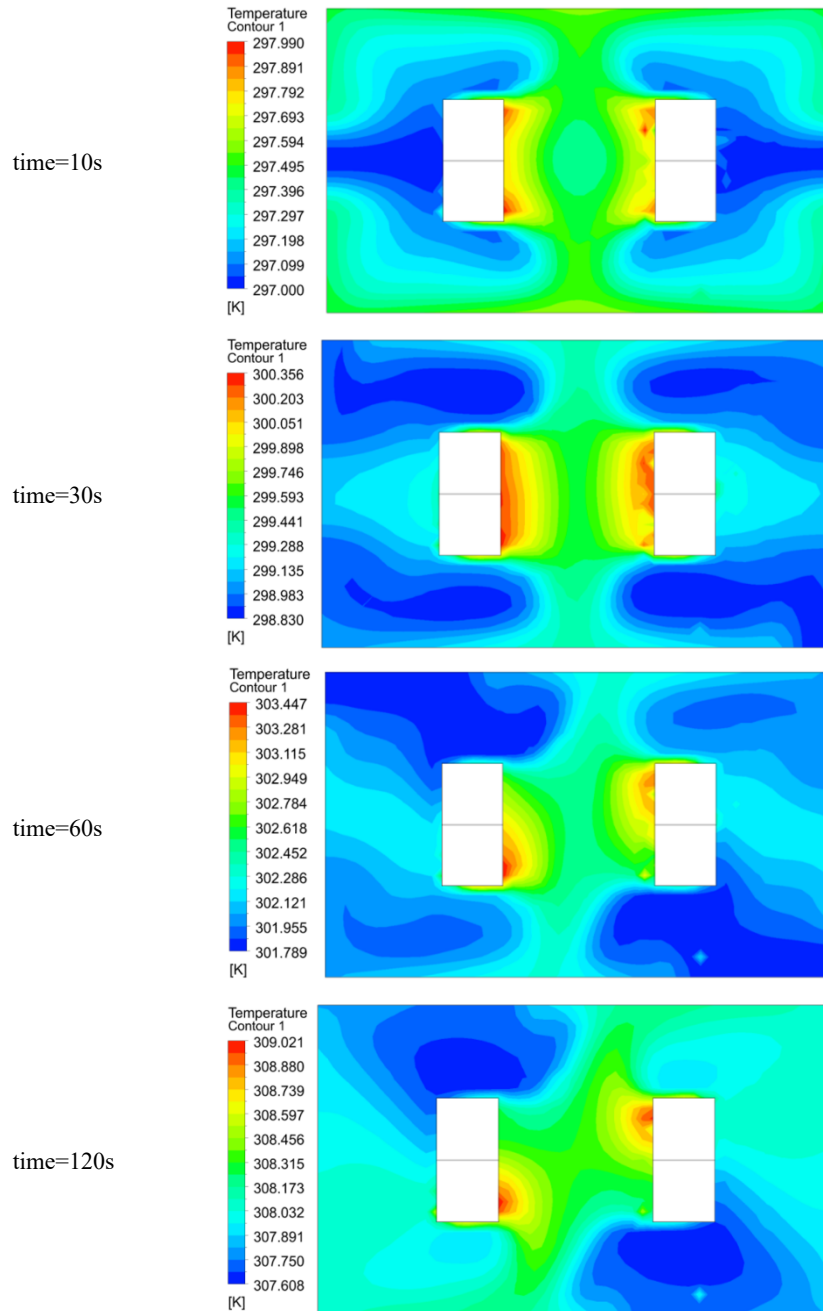 Temperature
Contour 1
297.990
297.891
297.792
297.693
297.594
297.495
297.396
297.297
297.198
297.099
297.000
[K]
time=10s
Temperature
Contour 1
300.356
300.203
300.051
299.898
299.746
299.593
299.441
299.288
299.135
298.983
298.830
[K]
time=30s
Temperature
Contour 1
303.447
303.281
303.115
302.949
302.784
302.618
302.452
302.286
302.121
301.955
301.789
[K]
time=60s
Temperature
Contour 1
309.021
308.880
308.739
308.597
308.456
308.315
308.173
308.032
307.891
307.750
307.608
[K]
time=120s